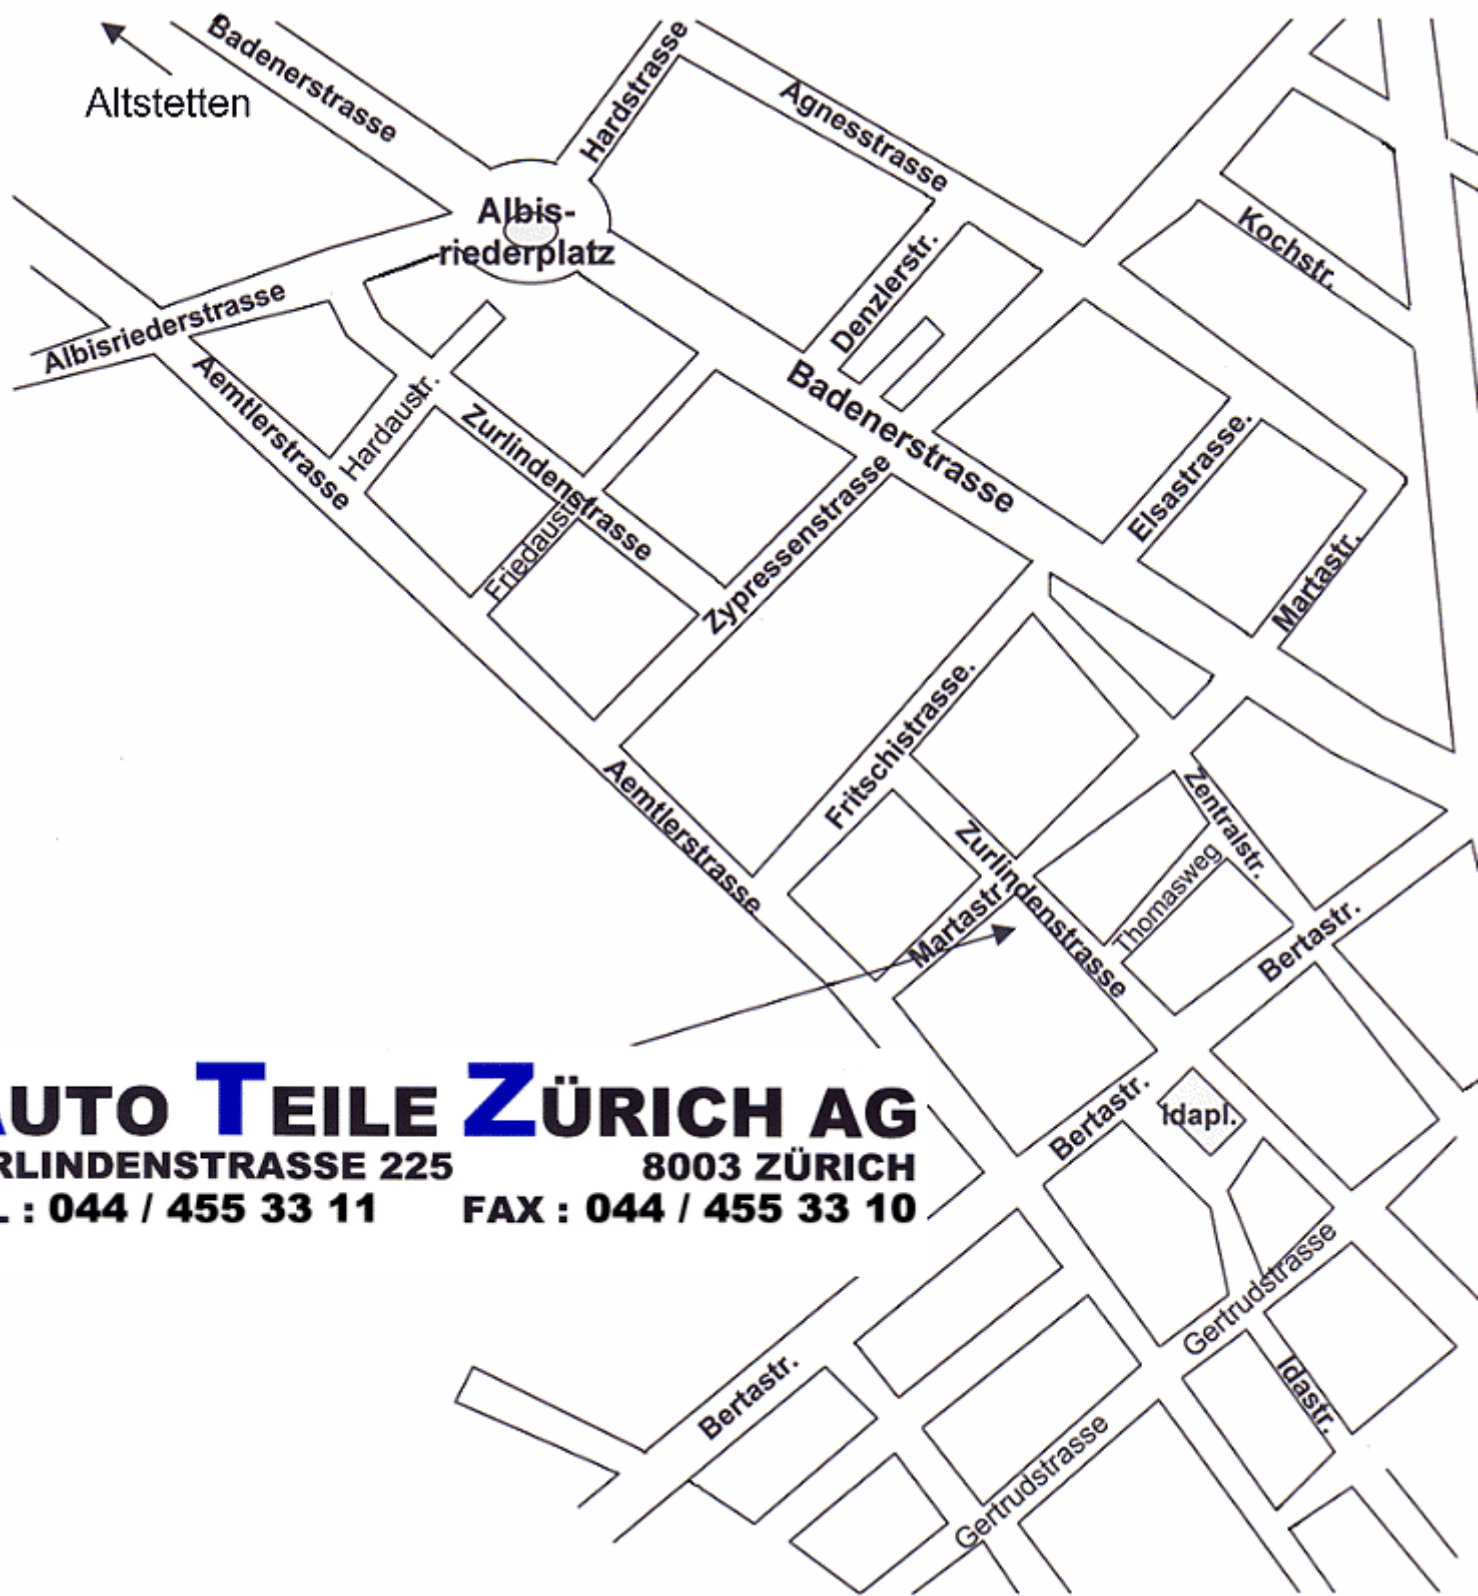 Badenerstrasse
Altstetten
Hardstrasse
Agnesstrasse
Albis-
riederplatz
Kochstr.
Denzlerstr.
Albisriederstrasse
Aemtlerstrasse
Hardaustr.
Zurlindenstrasse
Badenerstrasse
Elsastrasse.
Friedaustr.
Zypressenstrasse
Martastr.
Fritschistrasse.
Aemtlerstrasse
Zentralstr.
Zurlindenstrasse
Thomasweg
Martastr.
Bertastr.
AUTO TEILE ZÜRICH AG
RLINDENSTRASSE 225 8003 ZÜRICH
L : 044 / 455 33 11 FAX : 044 / 455 33 10
Bertastr.
Idapl.
Gertrudstrasse
Bertastr.
Idastr.
Gertrudstrasse